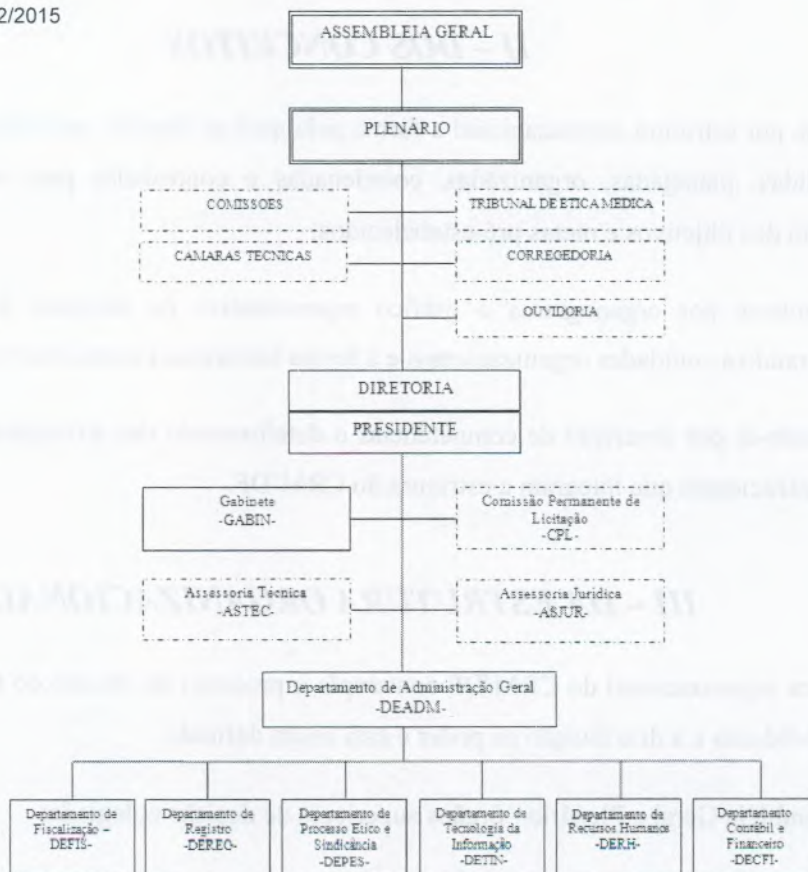 2/2015
ASSEMBLEIA GERAL
PLENÁRIO
COMISSOES
TRIBUNAL DE ETICA MEDICA
CAMARAS TECNICAS
CORREGEDORIA
OUVIDORIA
DIRETORIA
PRESIDENTE
Gabinete
-GABIN-
Comissão Permanente de
Licitação
-CPL-
Assessoria Técnica
-ASTEC-
Assessoria Jurídica
-ASJUR-
Departamento de Administração Geral
-DEADM-
Departamento de
Fiscalização –
DEFIS-
Departamento de
Registro
-DEREG-
Departamento de
Processo Etico e
Sindicância
-DEPES-
Departamento de
Tecnologia da
Informação
-DETIN-
Departamento de
Recursos Humanos
-DERH-
Departamento
Contábil e
Financeiro
-DECFI-